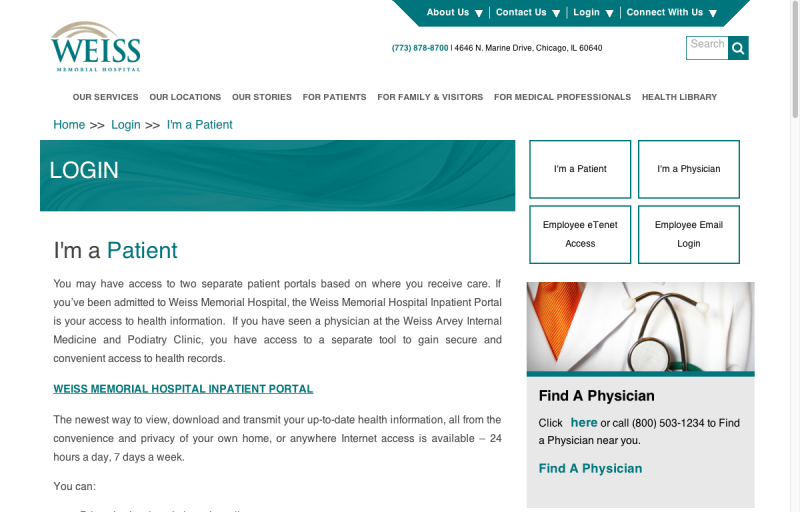 About Us ▼ | Contact Us ▼ | Login ▼ | Connect With Us ▼
WEISS
MEMORIAL HOSPITAL
(773) 878-8700 | 4646 N. Marine Drive, Chicago, IL 60640
Search
OUR SERVICES OUR LOCATIONS OUR STORIES FOR PATIENTS FOR FAMILY & VISITORS FOR MEDICAL PROFESSIONALS HEALTH LIBRARY
Home >> Login >> I'm a Patient
LOGIN
I'm a Patient
You may have access to two separate patient portals based on where you receive care. If
you've been admitted to Weiss Memorial Hospital, the Weiss Memorial Hospital Inpatient Portal
is your access to health information. If you have seen a physician at the Weiss Arvey Internal
Medicine and Podiatry Clinic, you have access to a separate tool to gain secure and
convenient access to health records.
WEISS MEMORIAL HOSPITAL INPATIENT PORTAL
The newest way to view, download and transmit your up-to-date health information, all from the
convenience and privacy of your own home, or anywhere Internet access is available – 24
hours a day, 7 days a week.
You can:
I'm a Patient
I'm a Physician
Employee eTenet
Access
Employee Email
Login
Find A Physician
Click here or call (800) 503-1234 to Find
a Physician near you.
Find A Physician